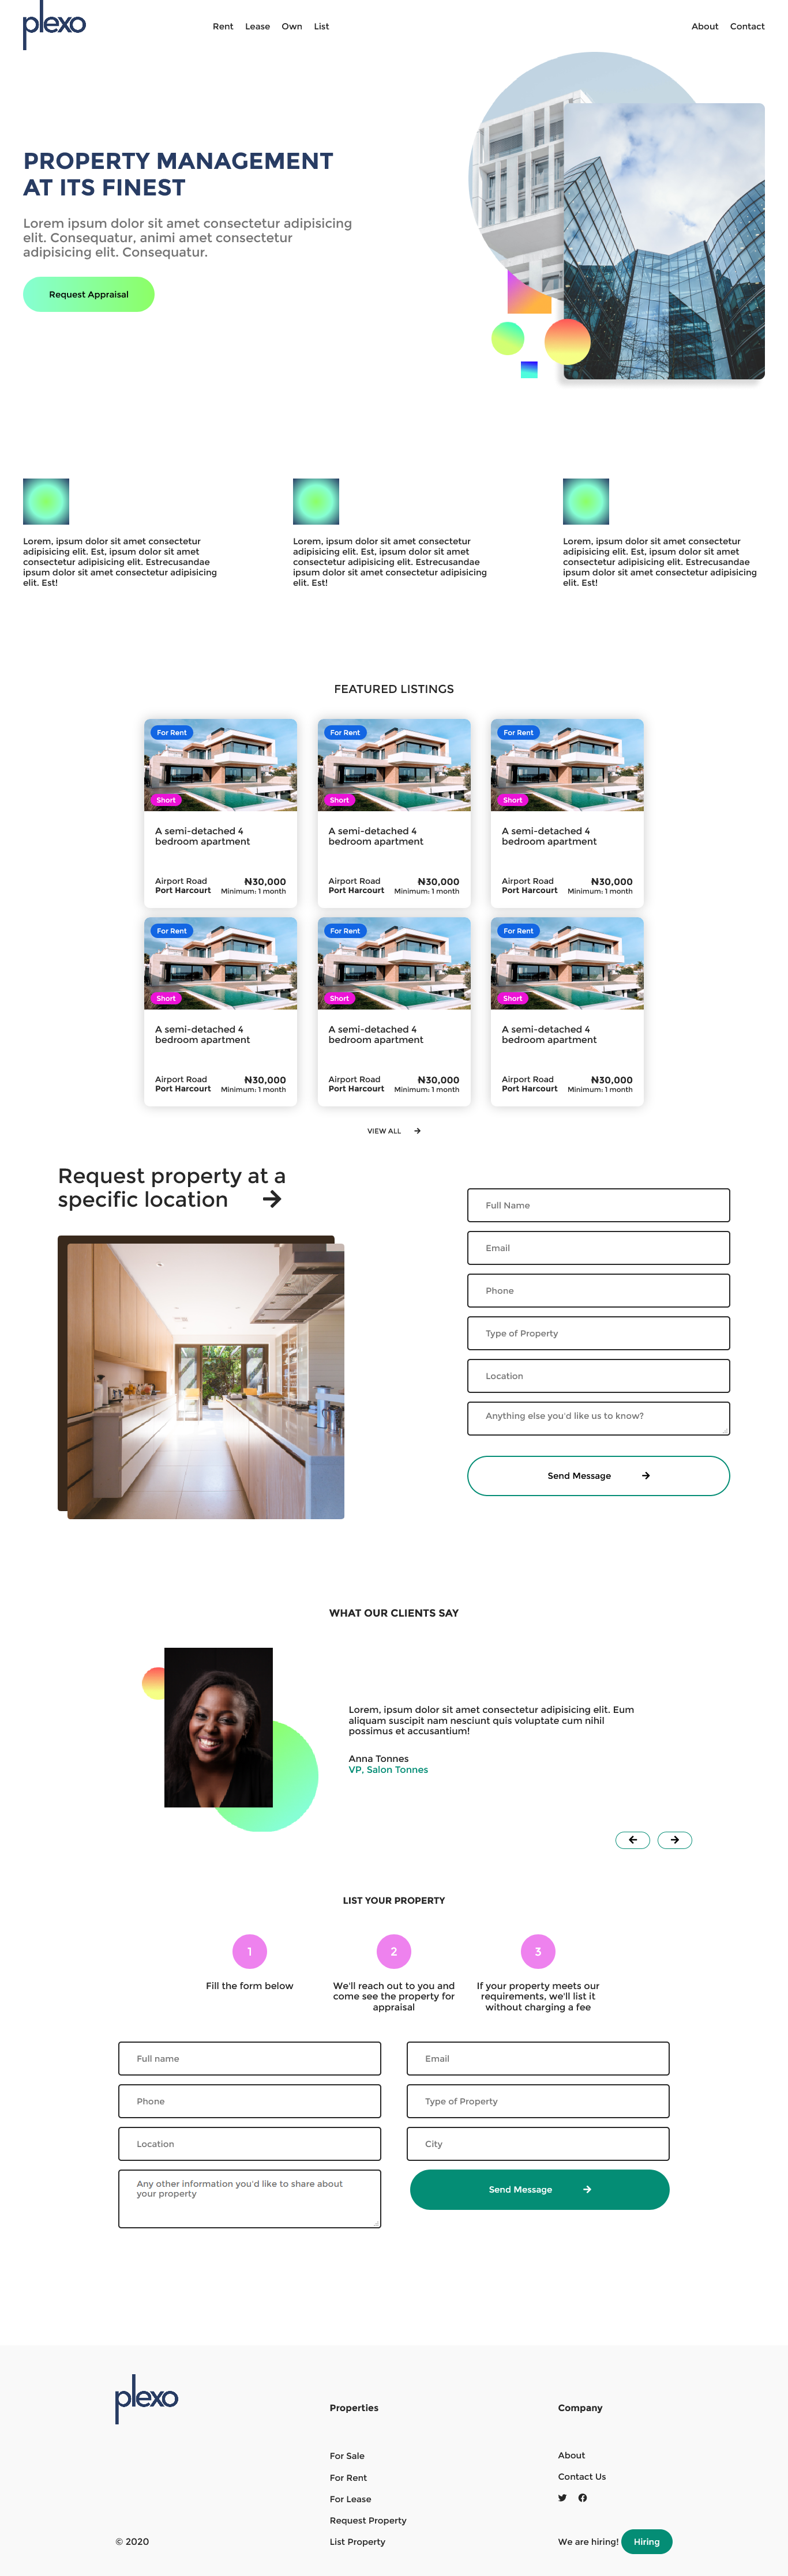 plexo
Rent Lease Own List
About Contact
PROPERTY MANAGEMENT
AT ITS FINEST
Lorem ipsum dolor sit amet consectetur adipisicing
elit. Consequatur, animi amet consectetur
adipisicing elit. Consequatur.
Request Appraisal
Lorem, ipsum dolor sit amet consectetur
adipisicing elit. Est, ipsum dolor sit amet
consectetur adipisicing elit. Estrecusandae
ipsum dolor sit amet consectetur adipisicing
elit. Est!
Lorem, ipsum dolor sit amet consectetur
adipisicing elit. Est, ipsum dolor sit amet
consectetur adipisicing elit. Estrecusandae
ipsum dolor sit amet consectetur adipisicing
elit. Est!
Lorem, ipsum dolor sit amet consectetur
adipisicing elit. Est, ipsum dolor sit amet
consectetur adipisicing elit. Estrecusandae
ipsum dolor sit amet consectetur adipisicing
elit. Est!
FEATURED LISTINGS
For Rent
Short
A semi-detached 4
bedroom apartment
Airport Road ₦30,000
Port Harcourt Minimum: 1 month
For Rent
Short
A semi-detached 4
bedroom apartment
Airport Road ₦30,000
Port Harcourt Minimum: 1 month
For Rent
Short
A semi-detached 4
bedroom apartment
Airport Road ₦30,000
Port Harcourt Minimum: 1 month
For Rent
Short
A semi-detached 4
bedroom apartment
Airport Road ₦30,000
Port Harcourt Minimum: 1 month
For Rent
Short
A semi-detached 4
bedroom apartment
Airport Road ₦30,000
Port Harcourt Minimum: 1 month
For Rent
Short
A semi-detached 4
bedroom apartment
Airport Road ₦30,000
Port Harcourt Minimum: 1 month
VIEW ALL
Request property at a
specific location
Full Name
Email
Phone
Type of Property
Location
Anything else you'd like us to know?
Send Message
WHAT OUR CLIENTS SAY
Lorem, ipsum dolor sit amet consectetur adipisicing elit. Eum
aliquam suscipit nam nesciunt quis voluptate cum nihil
possimus et accusantium!
Anna Tonnes
VP, Salon Tonnes
LIST YOUR PROPERTY
1
Fill the form below
2
We'll reach out to you and
come see the property for
appraisal
3
If your property meets our
requirements, we'll list it
without charging a fee
Full name
Email
Phone
Type of Property
Location
City
Any other information you'd like to share about
your property
Send Message
plexo
© 2020
Properties
For Sale
For Rent
For Lease
Request Property
List Property
Company
About
Contact Us
We are hiring! Hiring